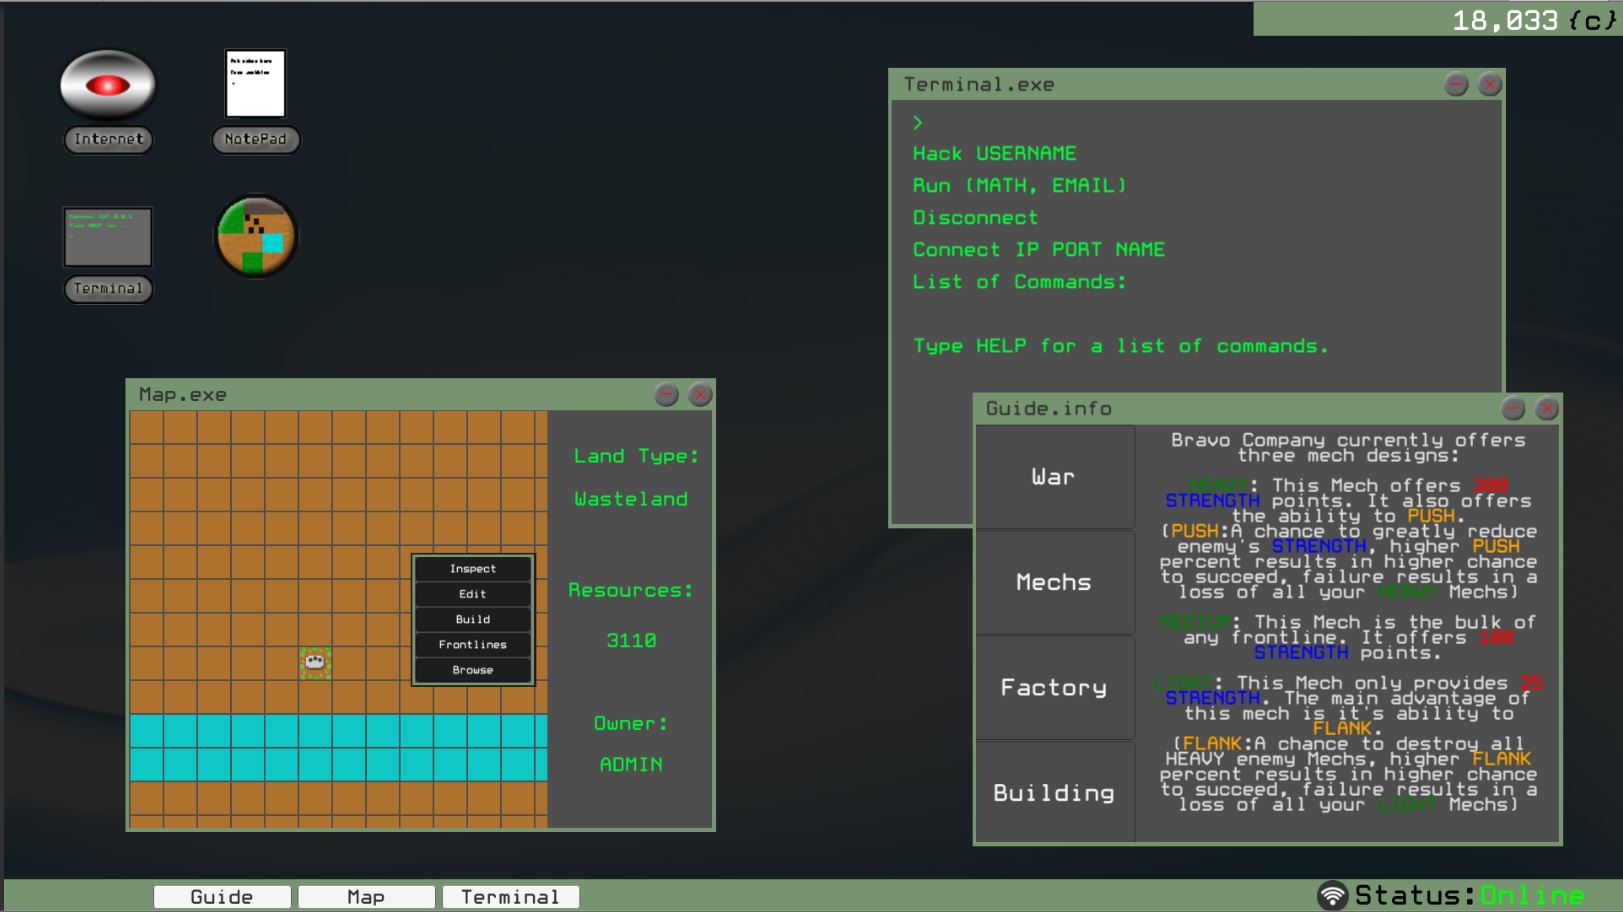 18,033 {c}
Internet
NotePad
Terminal
Terminal.exe
>
Hack USERNAME
Run (MATH, EMAIL)
Disconnect
Connect IP PORT NAME
List of Commands:
Type HELP for a list of commands.
Map.exe
Land Type:
Wasteland
Resources:
3110
Owner:
ADMIN
Inspect
Edit
Build
Frontlines
Browse
Guide.info
War
Mechs
Factory
Building
Bravo Company currently offers
three mech designs:
HEAVY: This Mech offers 300
STRENGTH points. It also offers
the ability to PUSH.
(PUSH:A chance to greatly reduce
enemy's STRENGTH, higher PUSH
percent results in higher chance
to succeed, failure results in a
loss of all your HEAVY Mechs)
MEDIUM: This Mech is the bulk of
any frontline. It offers 100
STRENGTH points.
LIGHT: This Mech only provides 25
STRENGTH. The main advantage of
this mech is it's ability to
FLANK.
(FLANK:A chance to destroy all
HEAVY enemy Mechs, higher FLANK
percent results in higher chance
to succeed, failure results in a
loss of all your LIGHT Mechs)
Guide
Map
Terminal
Status:Online